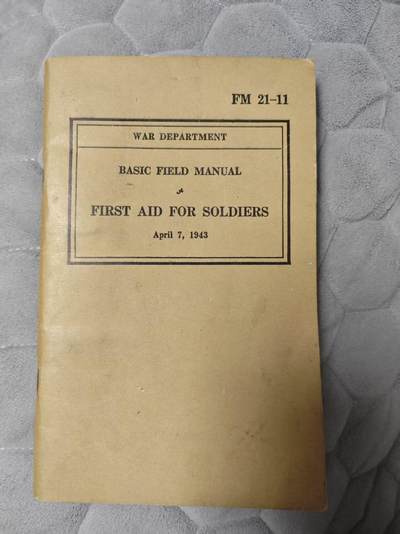 FM 21-11
WAR DEPARTMENT
BASIC FIELD MANUAL
FIRST AID FOR SOLDIERS
April 7, 1943